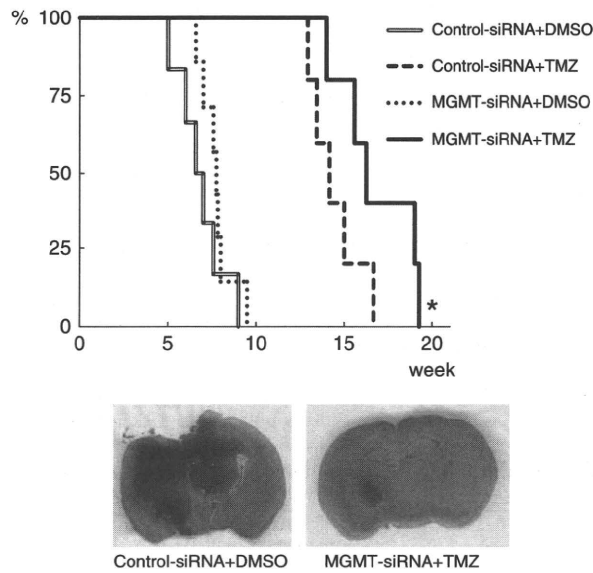 %
100
75
50
25
0
0 5 10 15 20
week
Control-siRNA+DMSO
Control-siRNA+TMZ
MGMT-siRNA+DMSO
MGMT-siRNA+TMZ
*
Control-siRNA+DMSO MGMT-siRNA+TMZ